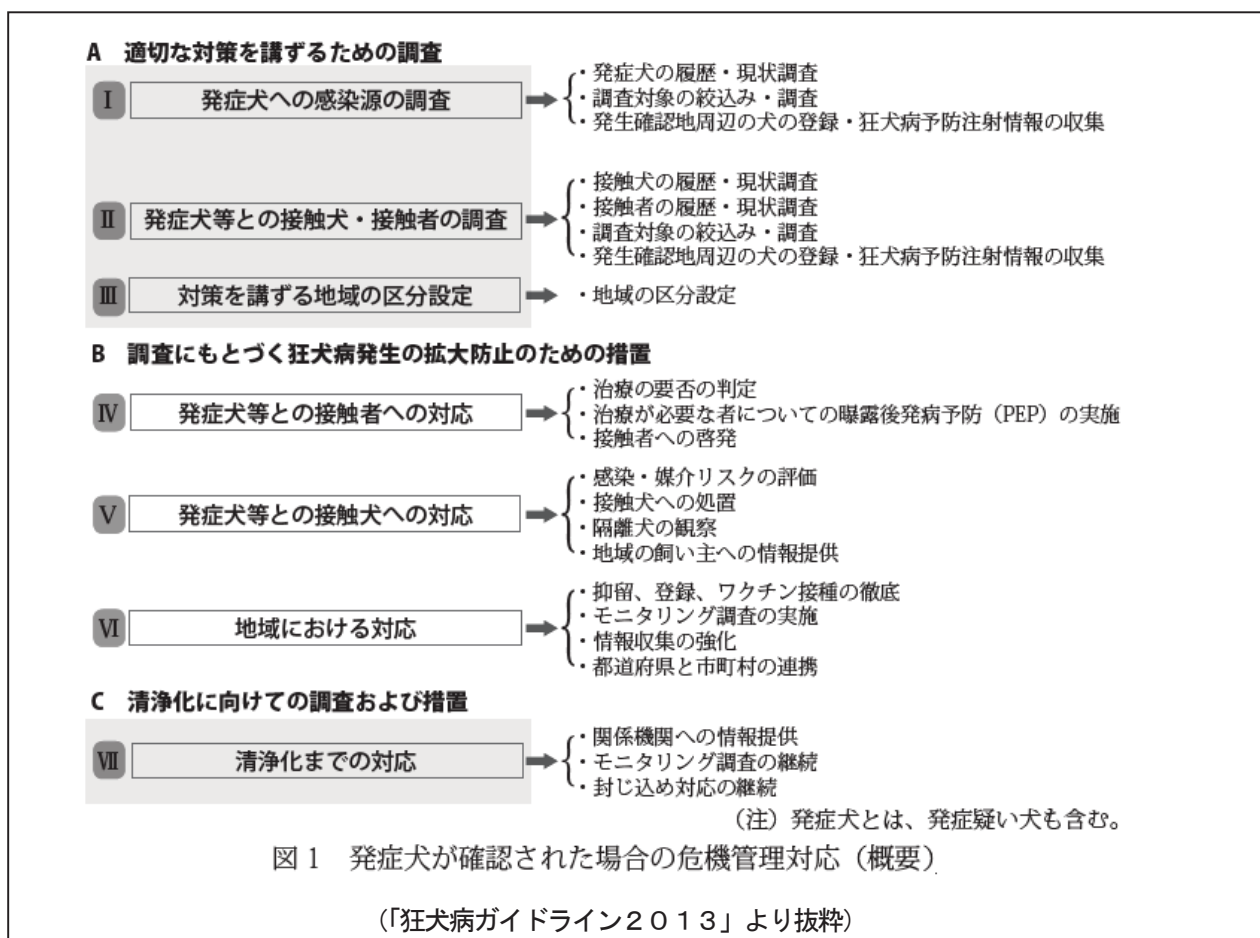 A 適切な対策を講ずるための調査
Ⅰ 発症犬への感染源の調査
・発症犬の履歴・現状調査
・調査対象の絞込み・調査
・発生確認地周辺の犬の登録・狂犬病予防注射情報の収集
Ⅱ 発症犬等との接触犬・接触者の調査
・接触犬の履歴・現状調査
・接触者の履歴・現状調査
・調査対象の絞込み・調査
・発生確認地周辺の犬の登録・狂犬病予防注射情報の収集
Ⅲ 対策を講ずる地域の区分設定
・地域の区分設定
B 調査にもとづく狂犬病発生の拡大防止のための措置
Ⅳ 発症犬等との接触者への対応
・治療の要否の判定
・治療が必要な者についての曝露後発病予防（PEP）の実施
・接触者への啓発
Ⅴ 発症犬等との接触犬への対応
・感染・媒介リスクの評価
・接触犬への処置
・隔離犬の観察
・地域の飼い主への情報提供
Ⅵ 地域における対応
・抑留、登録、ワクチン接種の徹底
・モニタリング調査の実施
・情報収集の強化
・都道府県と市町村の連携
C 清浄化に向けての調査および措置
Ⅶ 清浄化までの対応
・関係機関への情報提供
・モニタリング調査の継続
・封じ込め対応の継続
（注）発症犬とは、発症疑い犬も含む。
図1 発症犬が確認された場合の危機管理対応（概要）
（「狂犬病ガイドライン２０１３」より抜粋）